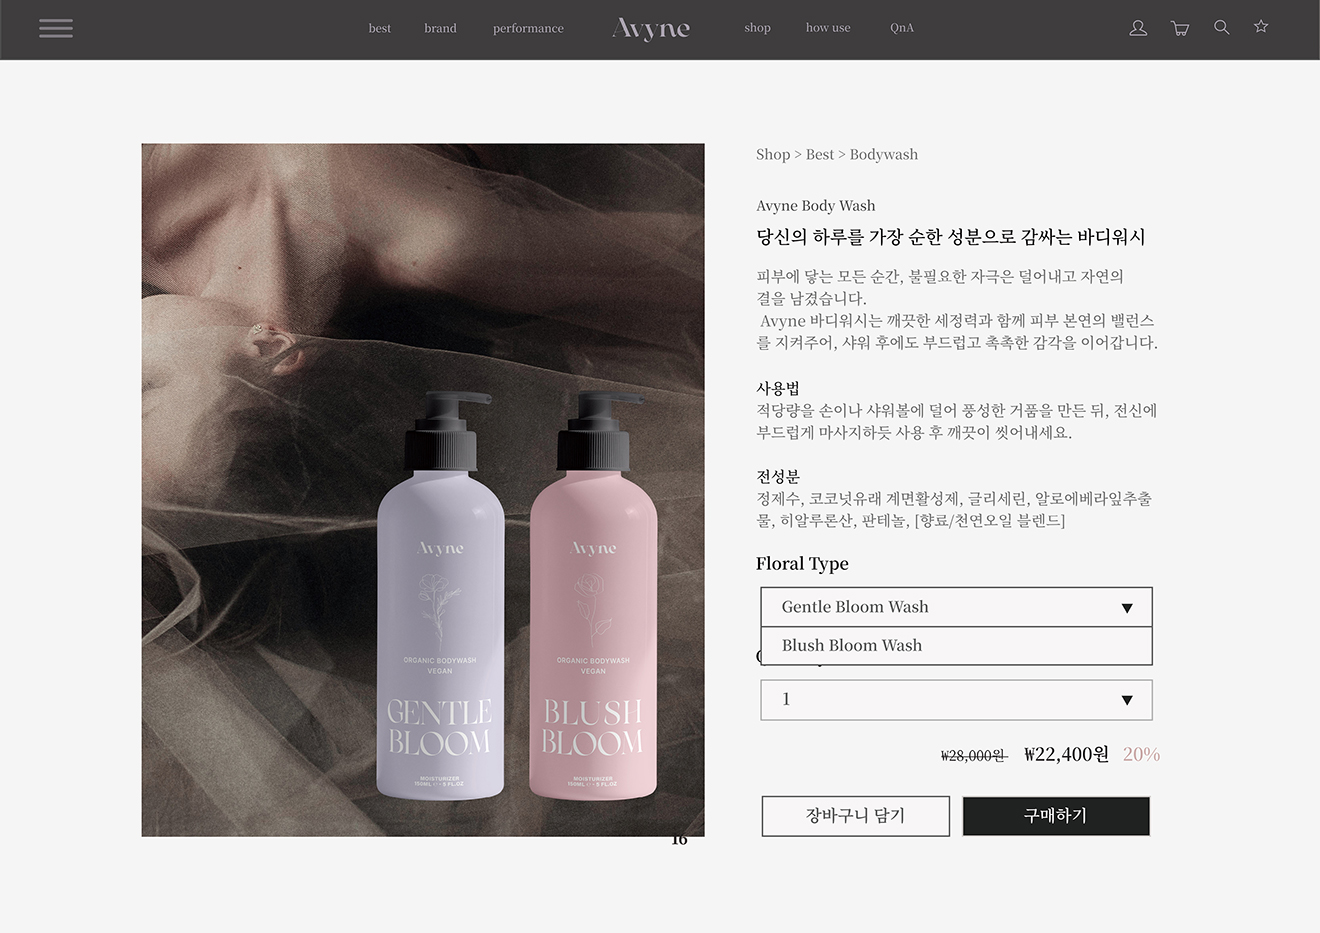 best brand performance Avyne shop how use QnA
Shop > Best > Bodywash
Avyne Body Wash
당신의 하루를 가장 순한 성분으로 감싸는 바디워시
피부에 닿는 모든 순간, 불필요한 자극은 덜어내고 자연의
결을 남겼습니다.
Avyne 바디워시는 깨끗한 세정력과 함께 피부 본연의 밸런스
를 지켜주어, 샤워 후에도 부드럽고 촉촉한 감각을 이어갑니다.
사용법
적당량을 손이나 샤워볼에 덜어 풍성한 거품을 만든 뒤, 전신에
부드럽게 마사지하듯 사용 후 깨끗이 씻어내세요.
전성분
정제수, 코코넛유래 계면활성제, 글리세린, 알로에베라잎추출
물, 히알루론산, 판테놀, [향료/천연오일 블렌드]
Floral Type
Gentle Bloom Wash
Blush Bloom Wash
1
₩28,000원 ₩22,400원 20%
장바구니 담기 구매하기
Avyne
ORGANIC BODYWASH
VEGAN
GENTLE
BLOOM
MOISTURIZER
150ML ℮ - 5 FL.OZ
Avyne
ORGANIC BODYWASH
VEGAN
BLUSH
BLOOM
MOISTURIZER
150ML ℮ - 5 FL.OZ
16